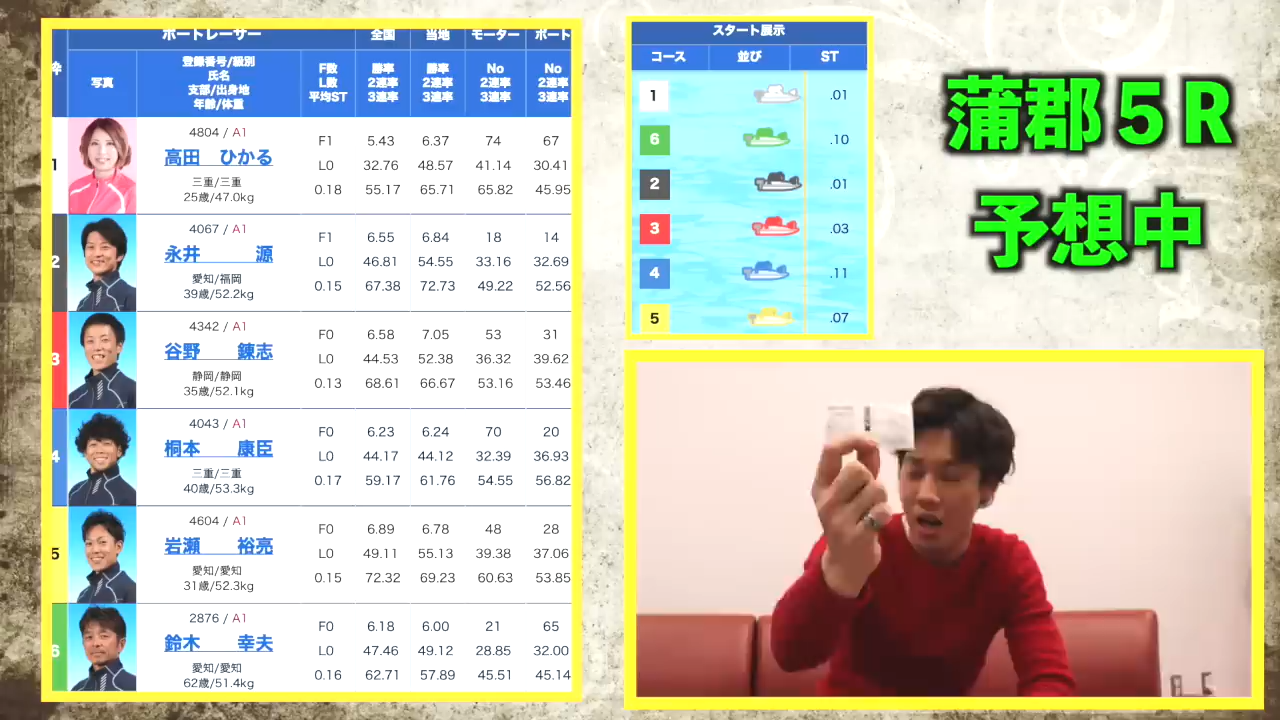 ボートレーサー 全国 当地 モーター ボート
枠 写真 登録番号/級別 氏名 支部/出身地 年齢/体重 F数 L数 平均ST 勝率 2連率 3連率 勝率 2連率 3連率 No 2連率 3連率 No 2連率 3連率
1 4804 / A1 F1 5.43 6.37 74 67
高田 ひかる L0 32.76 48.57 41.14 30.41
三重/三重 0.18 55.17 65.71 65.82 45.95
25歳/47.0kg
2 4067 / A1 F1 6.55 6.84 18 14
永井 源 L0 46.81 54.55 33.16 32.69
愛知/福岡 0.15 67.38 72.73 49.22 52.56
39歳/52.2kg
3 4342 / A1 F0 6.58 7.05 53 31
谷野 錬志 L0 44.53 52.38 36.32 39.62
静岡/静岡 0.13 68.61 66.67 53.16 53.46
35歳/52.1kg
4 4043 / A1 F0 6.23 6.24 70 20
桐本 康臣 L0 44.17 44.12 32.39 36.93
三重/三重 0.17 59.17 61.76 54.55 56.82
40歳/53.3kg
5 4604 / A1 F0 6.89 6.78 48 28
岩瀬 裕亮 L0 49.11 55.13 39.38 37.06
愛知/愛知 0.15 72.32 69.23 60.63 53.85
31歳/52.3kg
6 2876 / A1 F0 6.18 6.00 21 65
鈴木 幸夫 L0 47.46 49.12 28.85 32.00
愛知/愛知 0.16 62.71 57.89 45.51 45.14
62歳/51.4kg
スタート展示
コース 並び ST
1 .01
6 .10
2 .01
3 .03
4 .11
5 .07
蒲郡5R
予想中